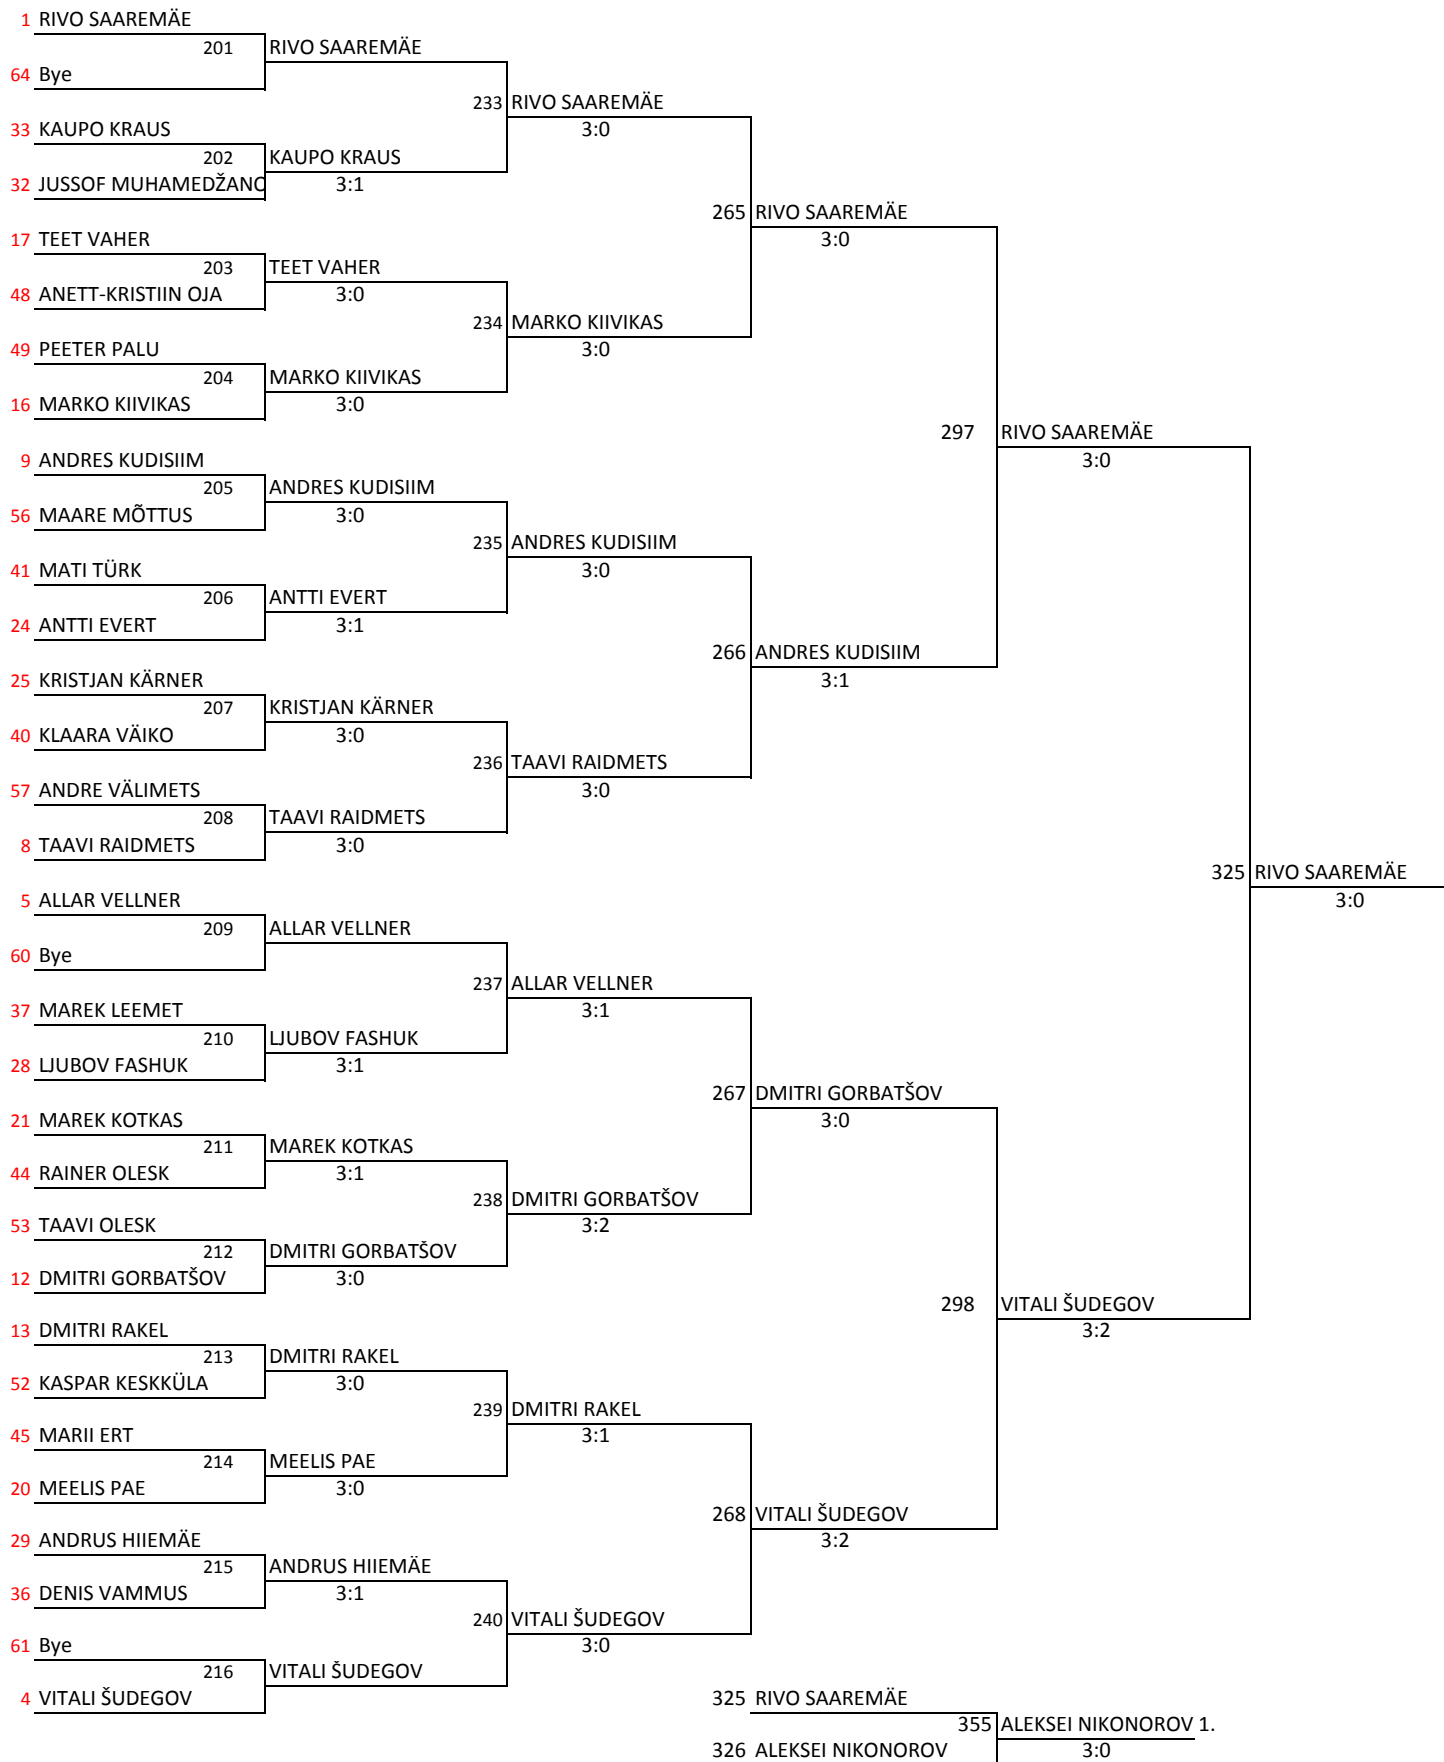 1 RIVO SAAREMÄE
201 RIVO SAAREMÄE
64 Bye
233 RIVO SAAREMÄE
33 KAUPO KRAUS 3:0
202 KAUPO KRAUS
32 JUSSOF MUHAMEDŽANO 3:1
265 RIVO SAAREMÄE
17 TEET VAHER 3:0
203 TEET VAHER
48 ANETT-KRISTIIN OJA 3:0
234 MARKO KIIVIKAS
49 PEETER PALU 3:0
204 MARKO KIIVIKAS
16 MARKO KIIVIKAS 3:0
297 RIVO SAAREMÄE
9 ANDRES KUDISIIM 3:0
205 ANDRES KUDISIIM
56 MAARE MÕTTUS 3:0
235 ANDRES KUDISIIM
41 MATI TÜRK 3:0
206 ANTTI EVERT
24 ANTTI EVERT 3:1
266 ANDRES KUDISIIM
25 KRISTJAN KÄRNER 3:1
207 KRISTJAN KÄRNER
40 KLAARA VÄIKO 3:0
236 TAAVI RAIDMETS
57 ANDRE VÄLIMETS 3:0
208 TAAVI RAIDMETS
8 TAAVI RAIDMETS 3:0
325 RIVO SAAREMÄE
5 ALLAR VELLNER 3:0
209 ALLAR VELLNER
60 Bye
237 ALLAR VELLNER
37 MAREK LEEMET 3:1
210 LJUBOV FASHUK
28 LJUBOV FASHUK 3:1
267 DMITRI GORBATŠOV
21 MAREK KOTKAS 3:0
211 MAREK KOTKAS
44 RAINER OLESK 3:1
238 DMITRI GORBATŠOV
53 TAAVI OLESK 3:2
212 DMITRI GORBATŠOV
12 DMITRI GORBATŠOV 3:0
298 VITALI ŠUDEGOV
13 DMITRI RAKEL 3:2
213 DMITRI RAKEL
52 KASPAR KESKKÜLA 3:0
239 DMITRI RAKEL
45 MARII ERT 3:1
214 MEELIS PAE
20 MEELIS PAE 3:0
268 VITALI ŠUDEGOV
29 ANDRUS HIIEMÄE 3:2
215 ANDRUS HIIEMÄE
36 DENIS VAMMUS 3:1
240 VITALI ŠUDEGOV
61 Bye 3:0
216 VITALI ŠUDEGOV
4 VITALI ŠUDEGOV 325 RIVO SAAREMÄE
355 ALEKSEI NIKONOROV 1.
326 ALEKSEI NIKONOROV 3:0